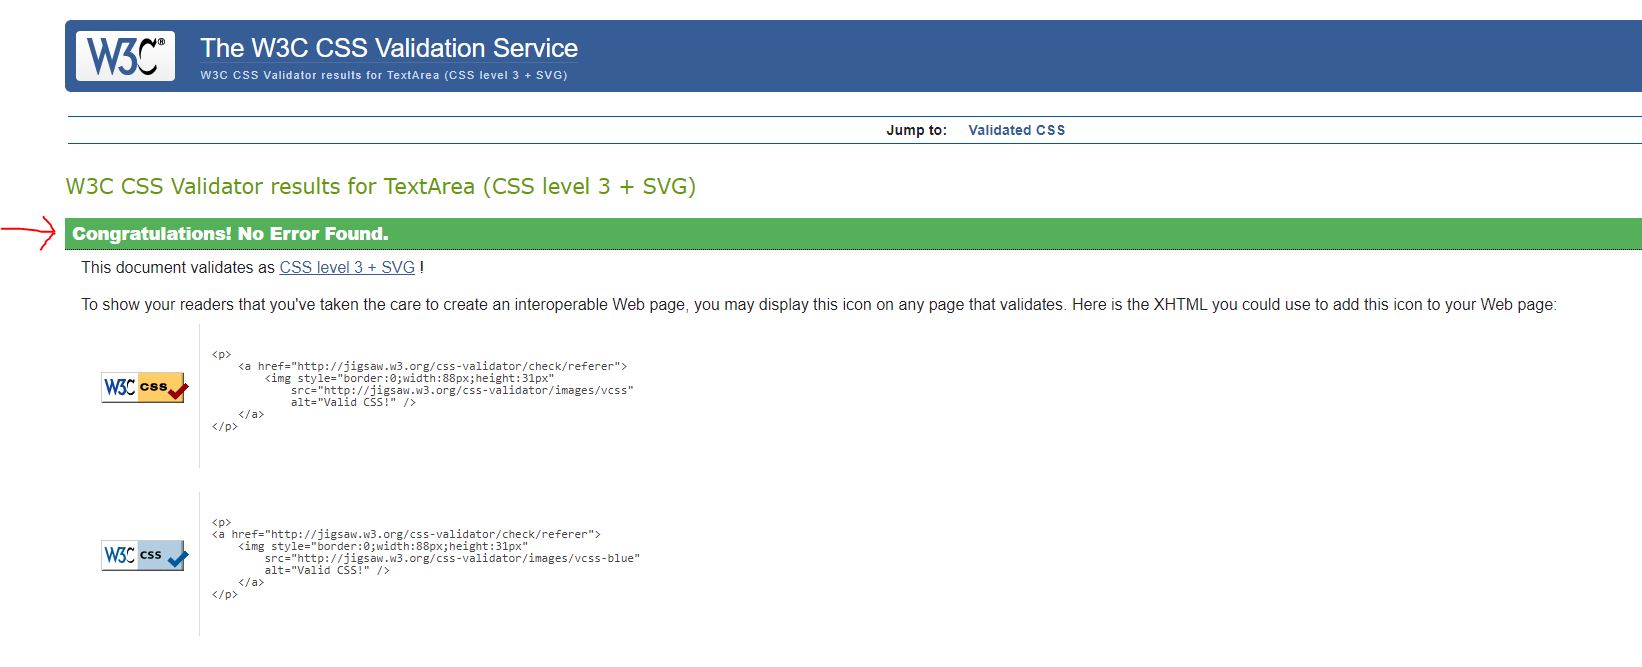 W3C®
The W3C CSS Validation Service
W3C CSS Validator results for TextArea (CSS level 3 + SVG)
Jump to: Validated CSS
W3C CSS Validator results for TextArea (CSS level 3 + SVG)
Congratulations! No Error Found.
This document validates as CSS level 3 + SVG !
To show your readers that you've taken the care to create an interoperable Web page, you may display this icon on any page that validates. Here is the XHTML you could use to add this icon to your Web page:
W3C css
<p>
<a href="http://jigsaw.w3.org/css-validator/check/referer">
<img style="border:0;width:88px;height:31px"
src="http://jigsaw.w3.org/css-validator/images/vcss"
alt="Valid CSS!" />
</a>
</p>
W3C css
<p>
<a href="http://jigsaw.w3.org/css-validator/check/referer">
<img style="border:0;width:88px;height:31px"
src="http://jigsaw.w3.org/css-validator/images/vcss-blue"
alt="Valid CSS!" />
</a>
</p>